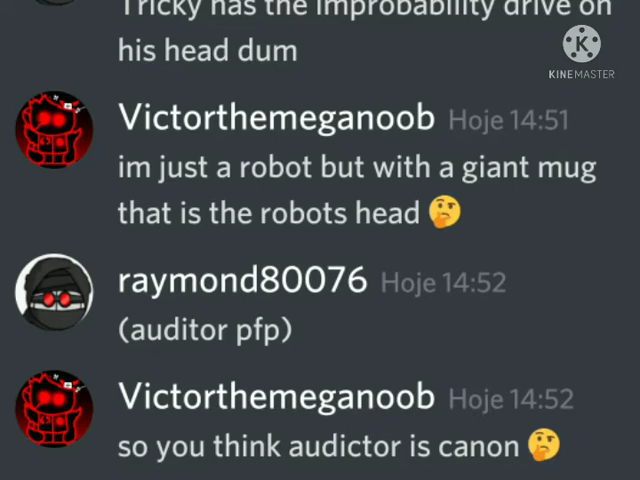 Tricky has the improbability drive on
his head dum
KINEMASTER
Victorthemeganoob Hoje 14:51
im just a robot but with a giant mug
that is the robots head 🤔
raymond80076 Hoje 14:52
(auditor pfp)
Victorthemeganoob Hoje 14:52
so you think audictor is canon 🤔